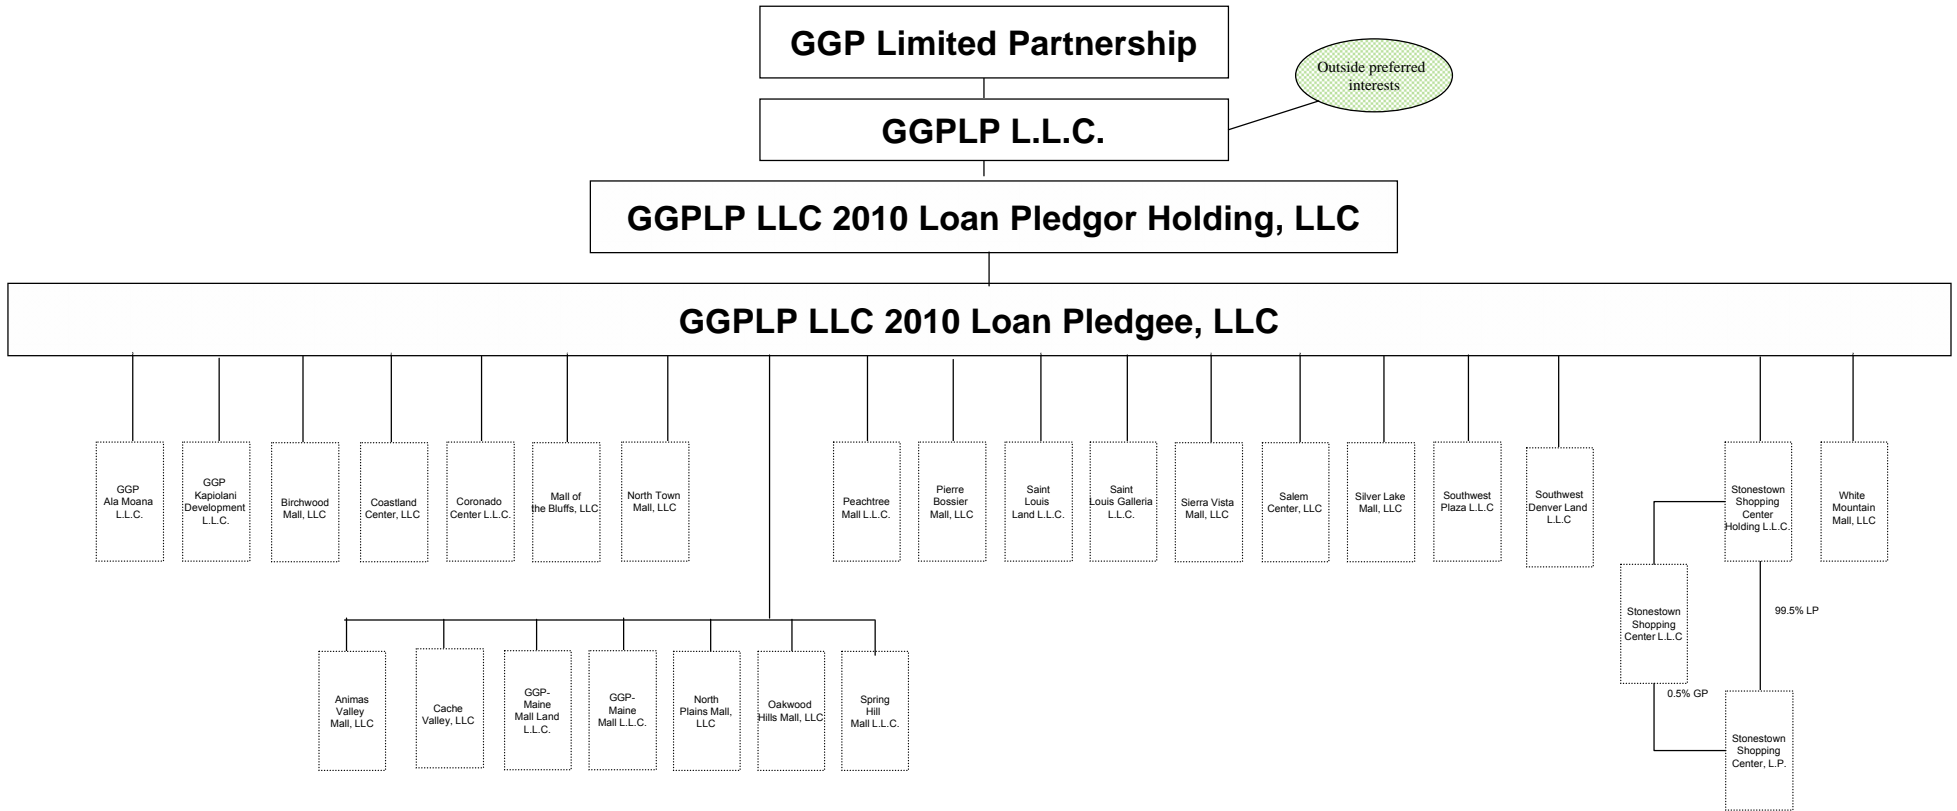 GGP Limited Partnership
Outside preferred
interests
GGPLP L.L.C.
GGPLP LLC 2010 Loan Pledgor Holding, LLC
GGPLP LLC 2010 Loan Pledgee, LLC
GGP
Ala Moana
L.L.C.
GGP
Kapiolani
Development
L.L.C.
Birchwood
Mall, LLC
Coastland
Center, LLC
Coronado
Center L.L.C.
Mall of
the Bluffs, LLC
North Town
Mall, LLC
Peachtree
Mall L.L.C.
Pierre
Bossier
Mall, LLC
Saint
Louis
Land L.L.C.
Saint
Louis Galleria
L.L.C.
Sierra Vista
Mall, LLC
Salem
Center, LLC
Silver Lake
Mall, LLC
Southwest
Plaza L.L.C
Southwest
Denver Land
L.L.C
Stonestown
Shopping
Center
Holding L.L.C.
White
Mountain
Mall, LLC
Stonestown
Shopping
Center L.L.C
99.5% LP
0.5% GP
Stonestown
Shopping
Center, L.P.
Animas
Valley
Mall, LLC
Cache
Valley, LLC
GGP-
Maine
Mall Land
L.L.C.
GGP-
Maine
Mall L.L.C.
North
Plains Mall,
LLC
Oakwood
Hills Mall, LLC
Spring
Hill
Mall L.L.C.